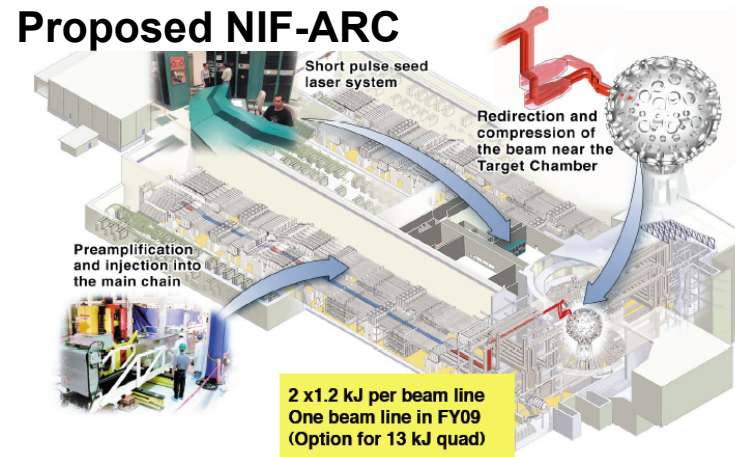 Proposed NIF-ARC
Short pulse seed
laser system
Redirection and
compression of
the beam near the
Target Chamber
Preamplification
and injection into
the main chain
2 x1.2 kJ per beam line
One beam line in FY09
(Option for 13 kJ quad)